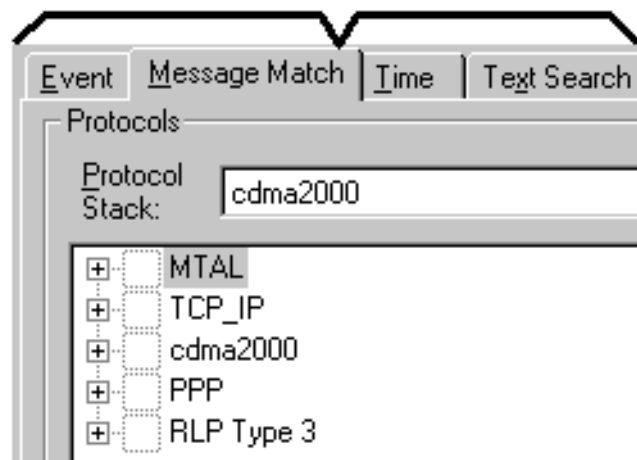 Event Message Match Time Text Search
Protocols
Protocol
Stack:
cdma2000
MTAL
TCP_IP
cdma2000
PPP
RLP Type 3